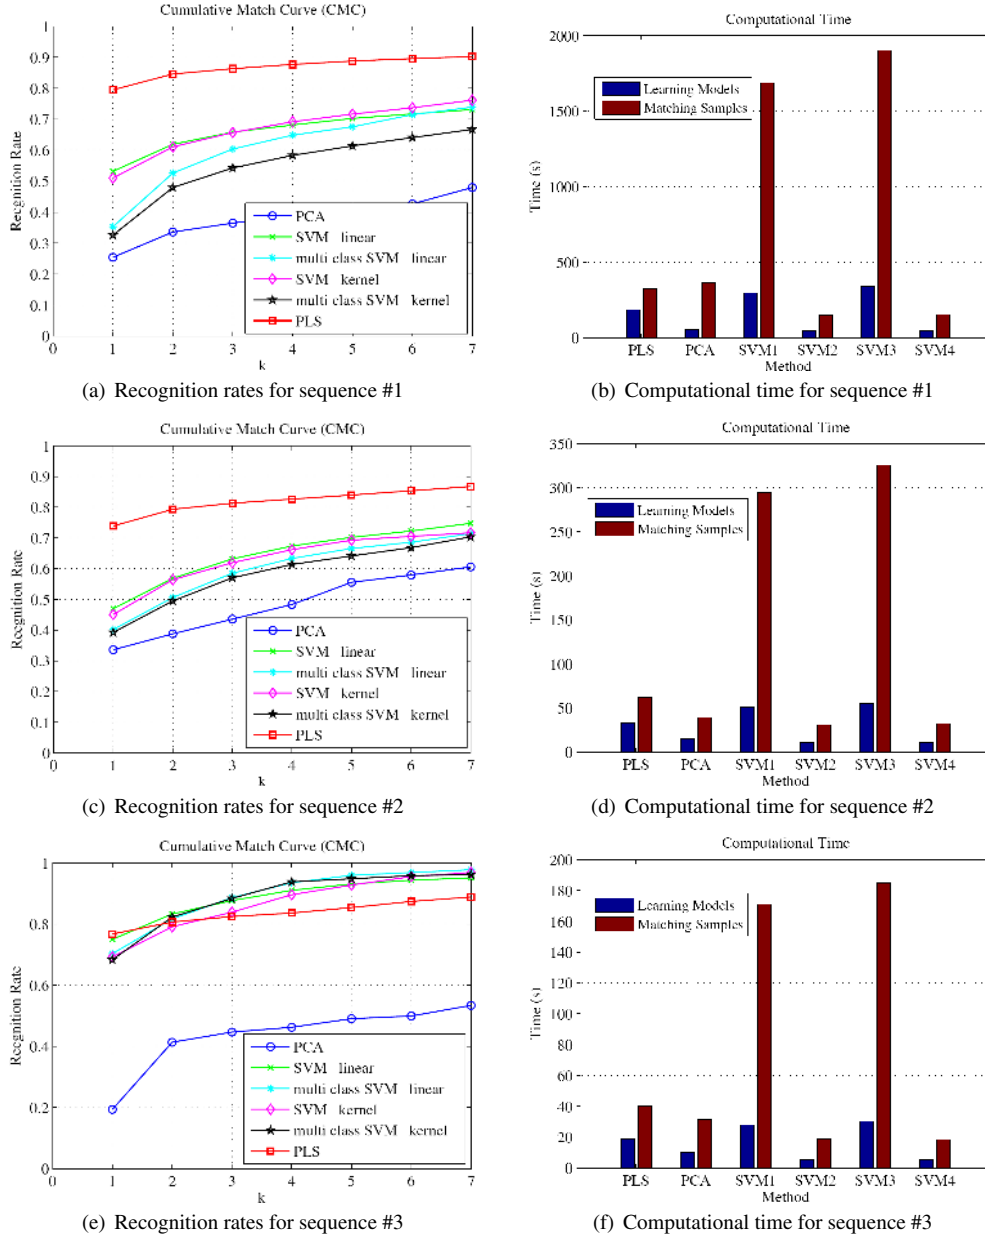 Cumulative Match Curve (CMC)
Recgnition Rate
1
0.9
0.8
0.7
0.6
0.5
0.4
0.3
0.2
0.1
0
0 1 2 3 4 5 6 7
k
PCA
SVM linear
multi class SVM linear
SVM kernel
multi class SVM kernel
PLS
(a) Recognition rates for sequence #1
Computational Time
Time (s)
2000
1500
1000
500
0
Learning Models
Matching Samples
PLS PCA SVM1 SVM2 SVM3 SVM4
Method
(b) Computational time for sequence #1
Cumulative Match Curve (CMC)
Recgnition Rate
1
0.9
0.8
0.7
0.6
0.5
0.4
0.3
0.2
0.1
0
0 1 2 3 4 5 6 7
k
PCA
SVM linear
multi class SVM linear
SVM kernel
multi class SVM kernel
PLS
(c) Recognition rates for sequence #2
Computational Time
Time (s)
350
300
250
200
150
100
50
0
Learning Models
Matching Samples
PLS PCA SVM1 SVM2 SVM3 SVM4
Method
(d) Computational time for sequence #2
Cumulative Match Curve (CMC)
Recgnition Rate
1
0.8
0.6
0.4
0.2
0
0 1 2 3 4 5 6 7
k
PCA
SVM linear
multi class SVM linear
SVM kernel
multi class SVM kernel
PLS
(e) Recognition rates for sequence #3
Computational Time
Time (s)
200
180
160
140
120
100
80
60
40
20
0
Learning Models
Matching Samples
PLS PCA SVM1 SVM2 SVM3 SVM4
Method
(f) Computational time for sequence #3